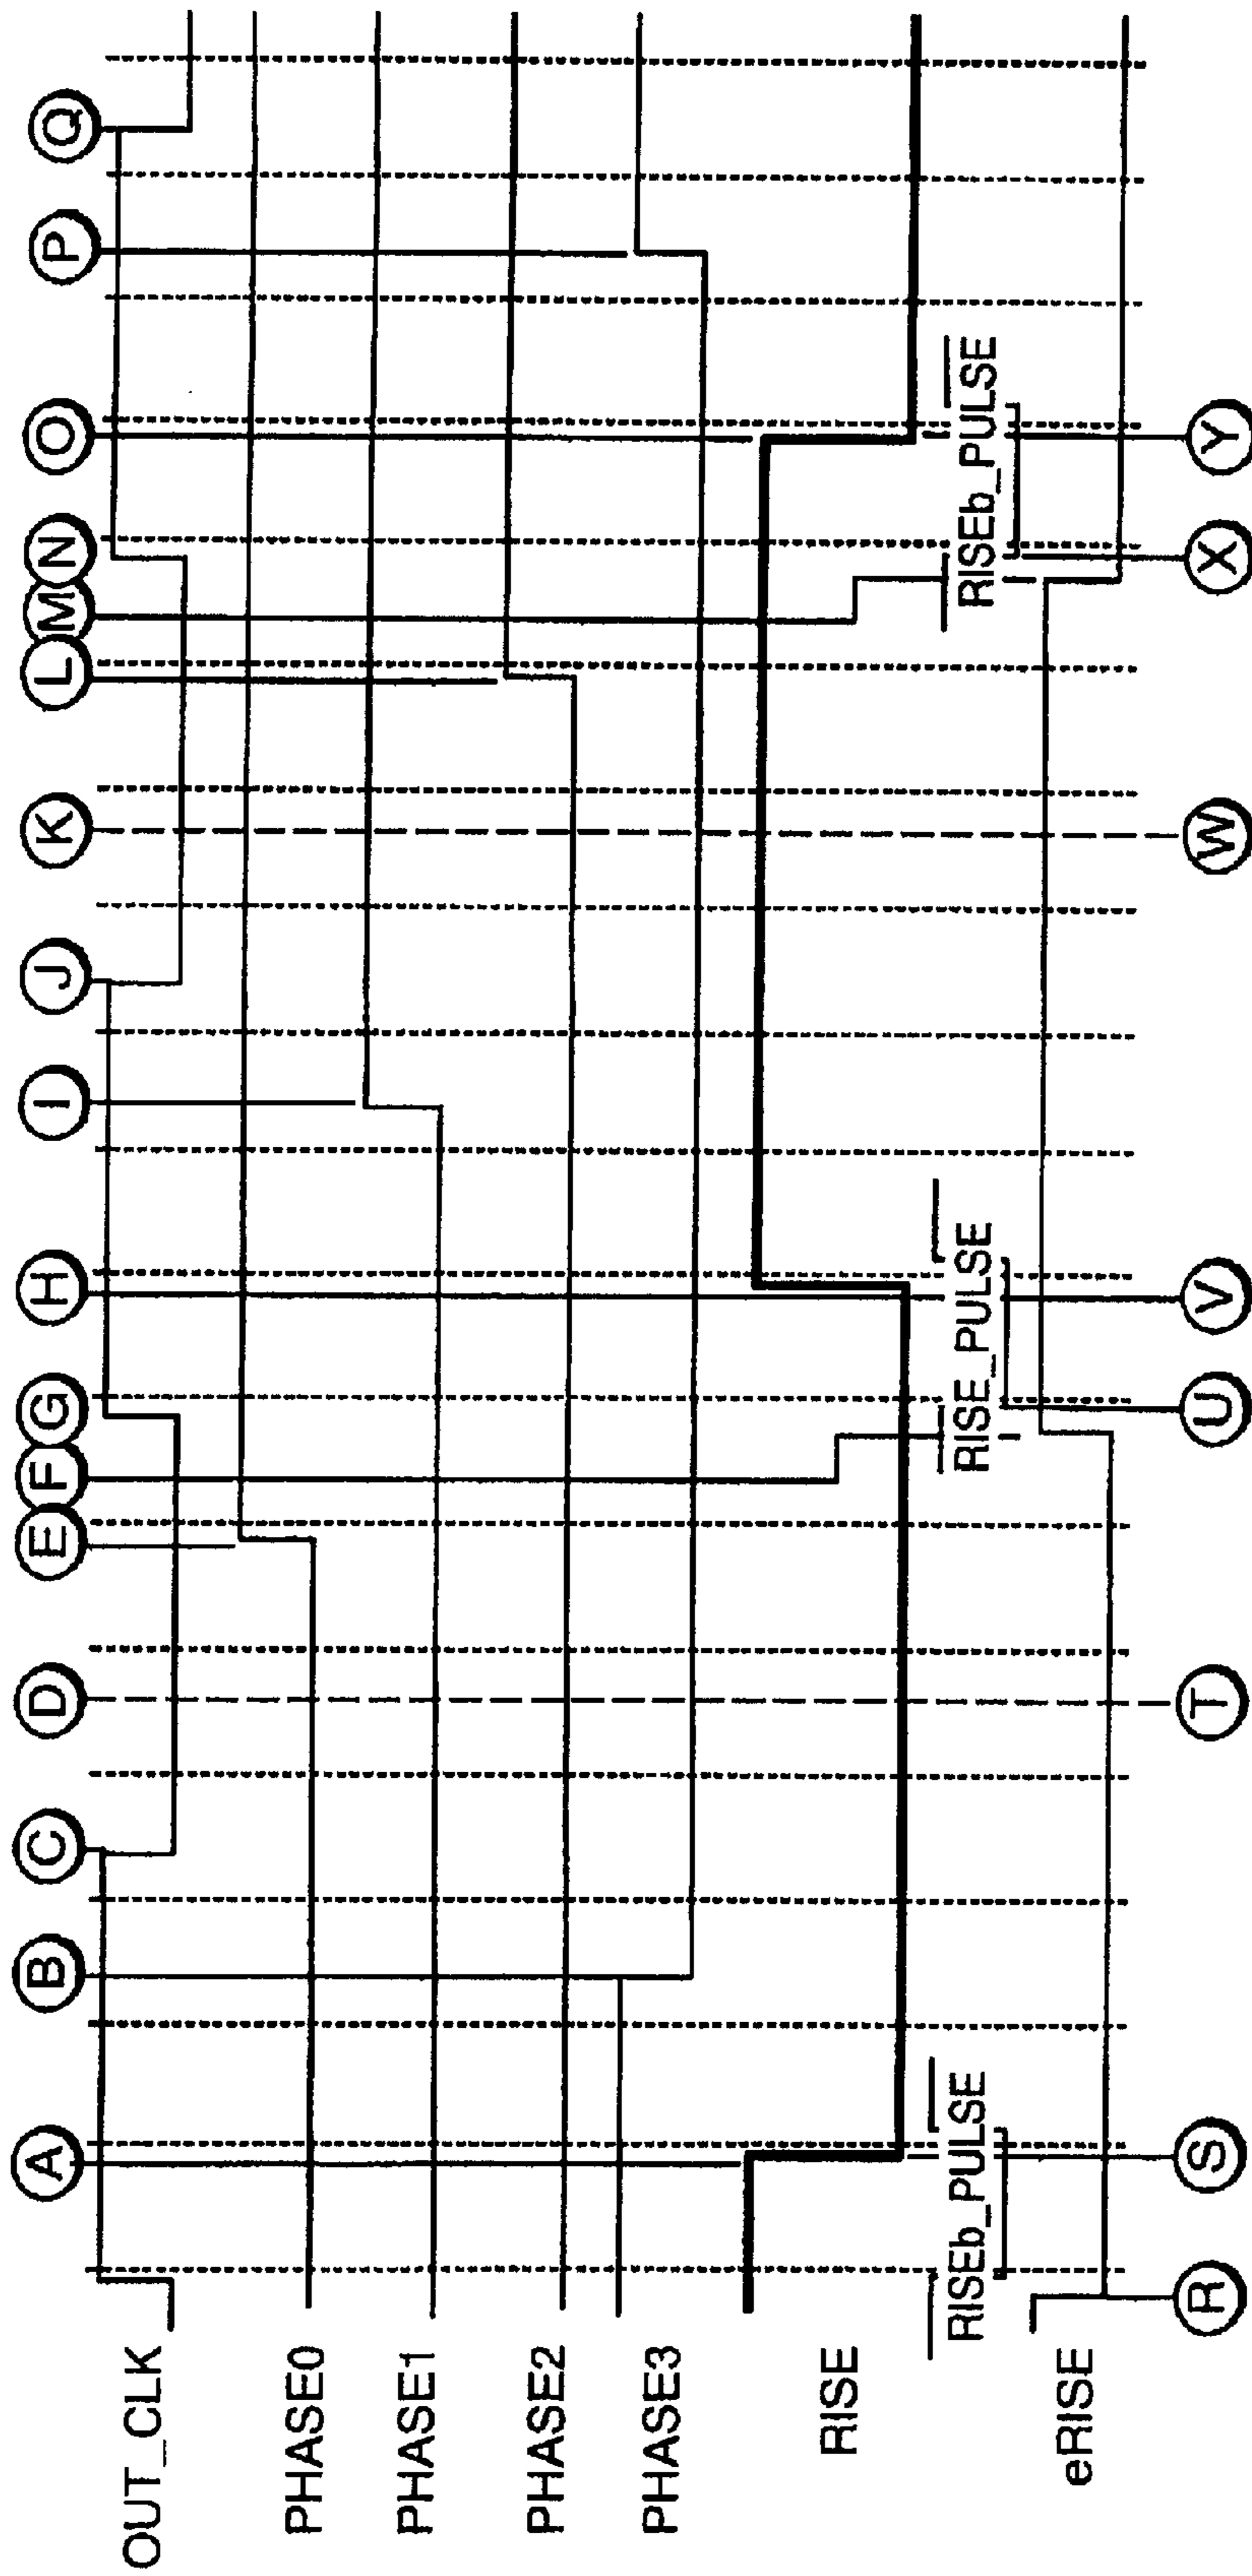 A B C D E F G H I J K L M N O P Q
OUT_CLK
PHASE0
PHASE1
PHASE2
PHASE3
RISE
RISEb_PULSE RISE_PULSE RISEb_PULSE
eRISE
R S T U V W X Y